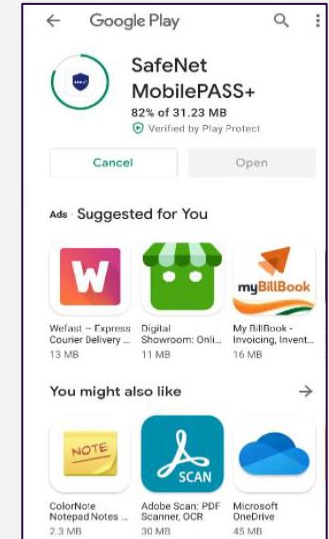 Google Play
SafeNet
MobilePASS+
82% of 31.23 MB
Verified by Play Protect
Cancel
Open
Ads · Suggested for You
W
myBillBook
Wefast – Express
Courier Delivery ...
13 MB
Digital
Showroom: Onli...
11 MB
My BillBook -
Invoicing, Invent...
16 MB
You might also like
NOTE
SCAN
ColorNote
Notepad Notes ...
2.3 MB
Adobe Scan: PDF
Scanner, OCR
30 MB
Microsoft
OneDrive
45 MB